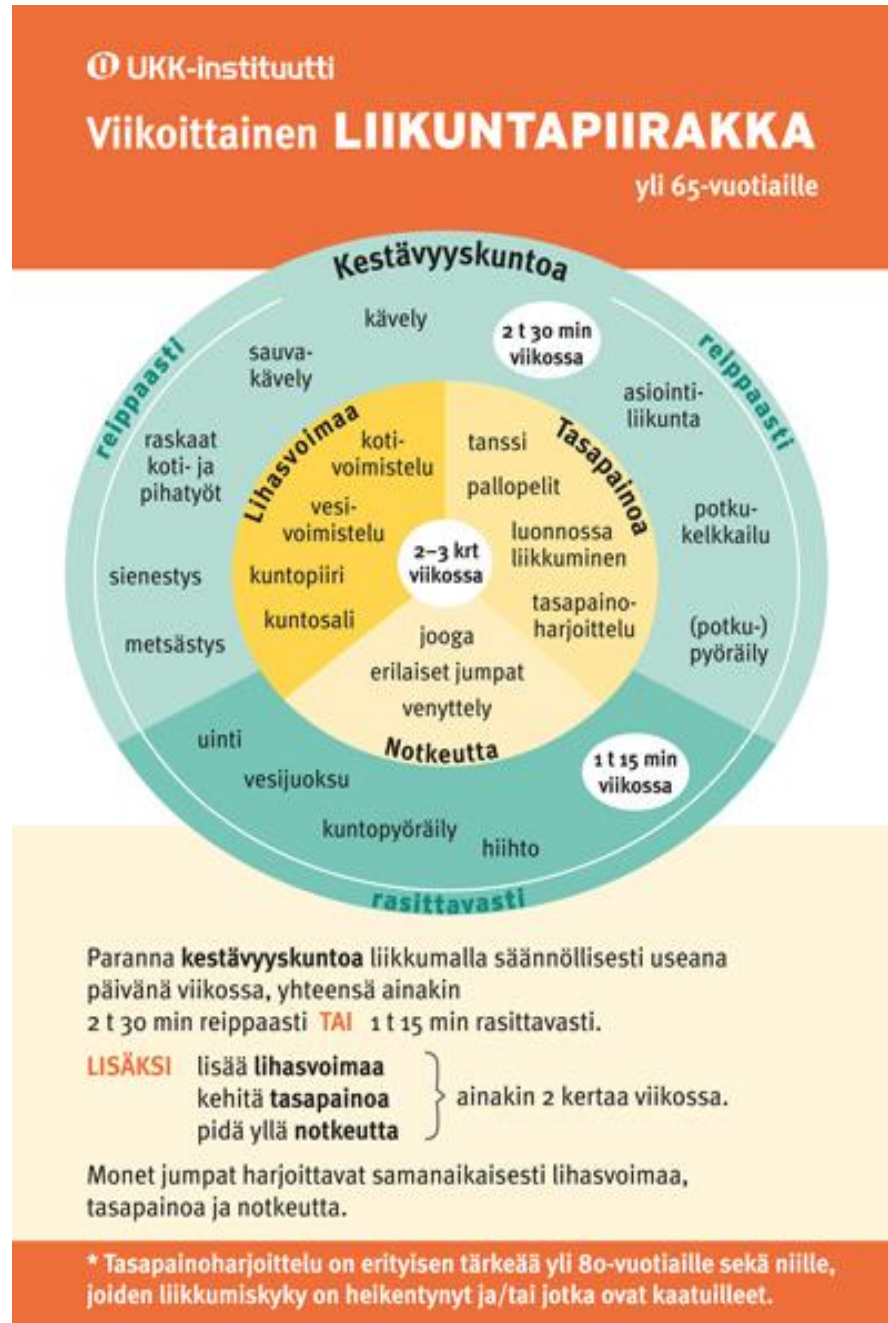 UKK-instituutti
Viikoittainen LIIKUNTAPIIRAKKA
yli 65-vuotiaille
Kestävyyskuntoa
reippaasti
reippaasti
kävely
2 t 30 min
viikossa
sauva-
kävely
asiointi-
liikunta
raskaat
koti- ja
pihatyöt
potku-
kelkkailu
sienestys
metsästys
(potku-)
pyöräily
Lihasvoimaa
koti-
voimistelu
vesi-
voimistelu
kuntopiiri
kuntosali
Tasapainoa
tanssi
pallopelit
luonnossa
liikkuminen
tasapaino-
harjoittelu
2–3 krt
viikossa
jooga
erilaiset jumpat
venyttely
Notkeutta
uinti
vesijuoksu
kuntopyöräily
hiihto
1 t 15 min
viikossa
rasittavasti
Paranna kestävyyskuntoa liikkumalla säännöllisesti useana
päivänä viikossa, yhteensä ainakin
2 t 30 min reippaasti TAI 1 t 15 min rasittavasti.
LISÄKSI lisää lihasvoimaa
kehitä tasapainoa
pidä yllä notkeutta
ainakin 2 kertaa viikossa.
Monet jumpat harjoittavat samanaikaisesti lihasvoimaa,
tasapainoa ja notkeutta.
* Tasapainoharjoittelu on erityisen tärkeää yli 80-vuotiaille sekä niille,
joiden liikkumiskyky on heikentynyt ja/tai jotka ovat kaatuilleet.